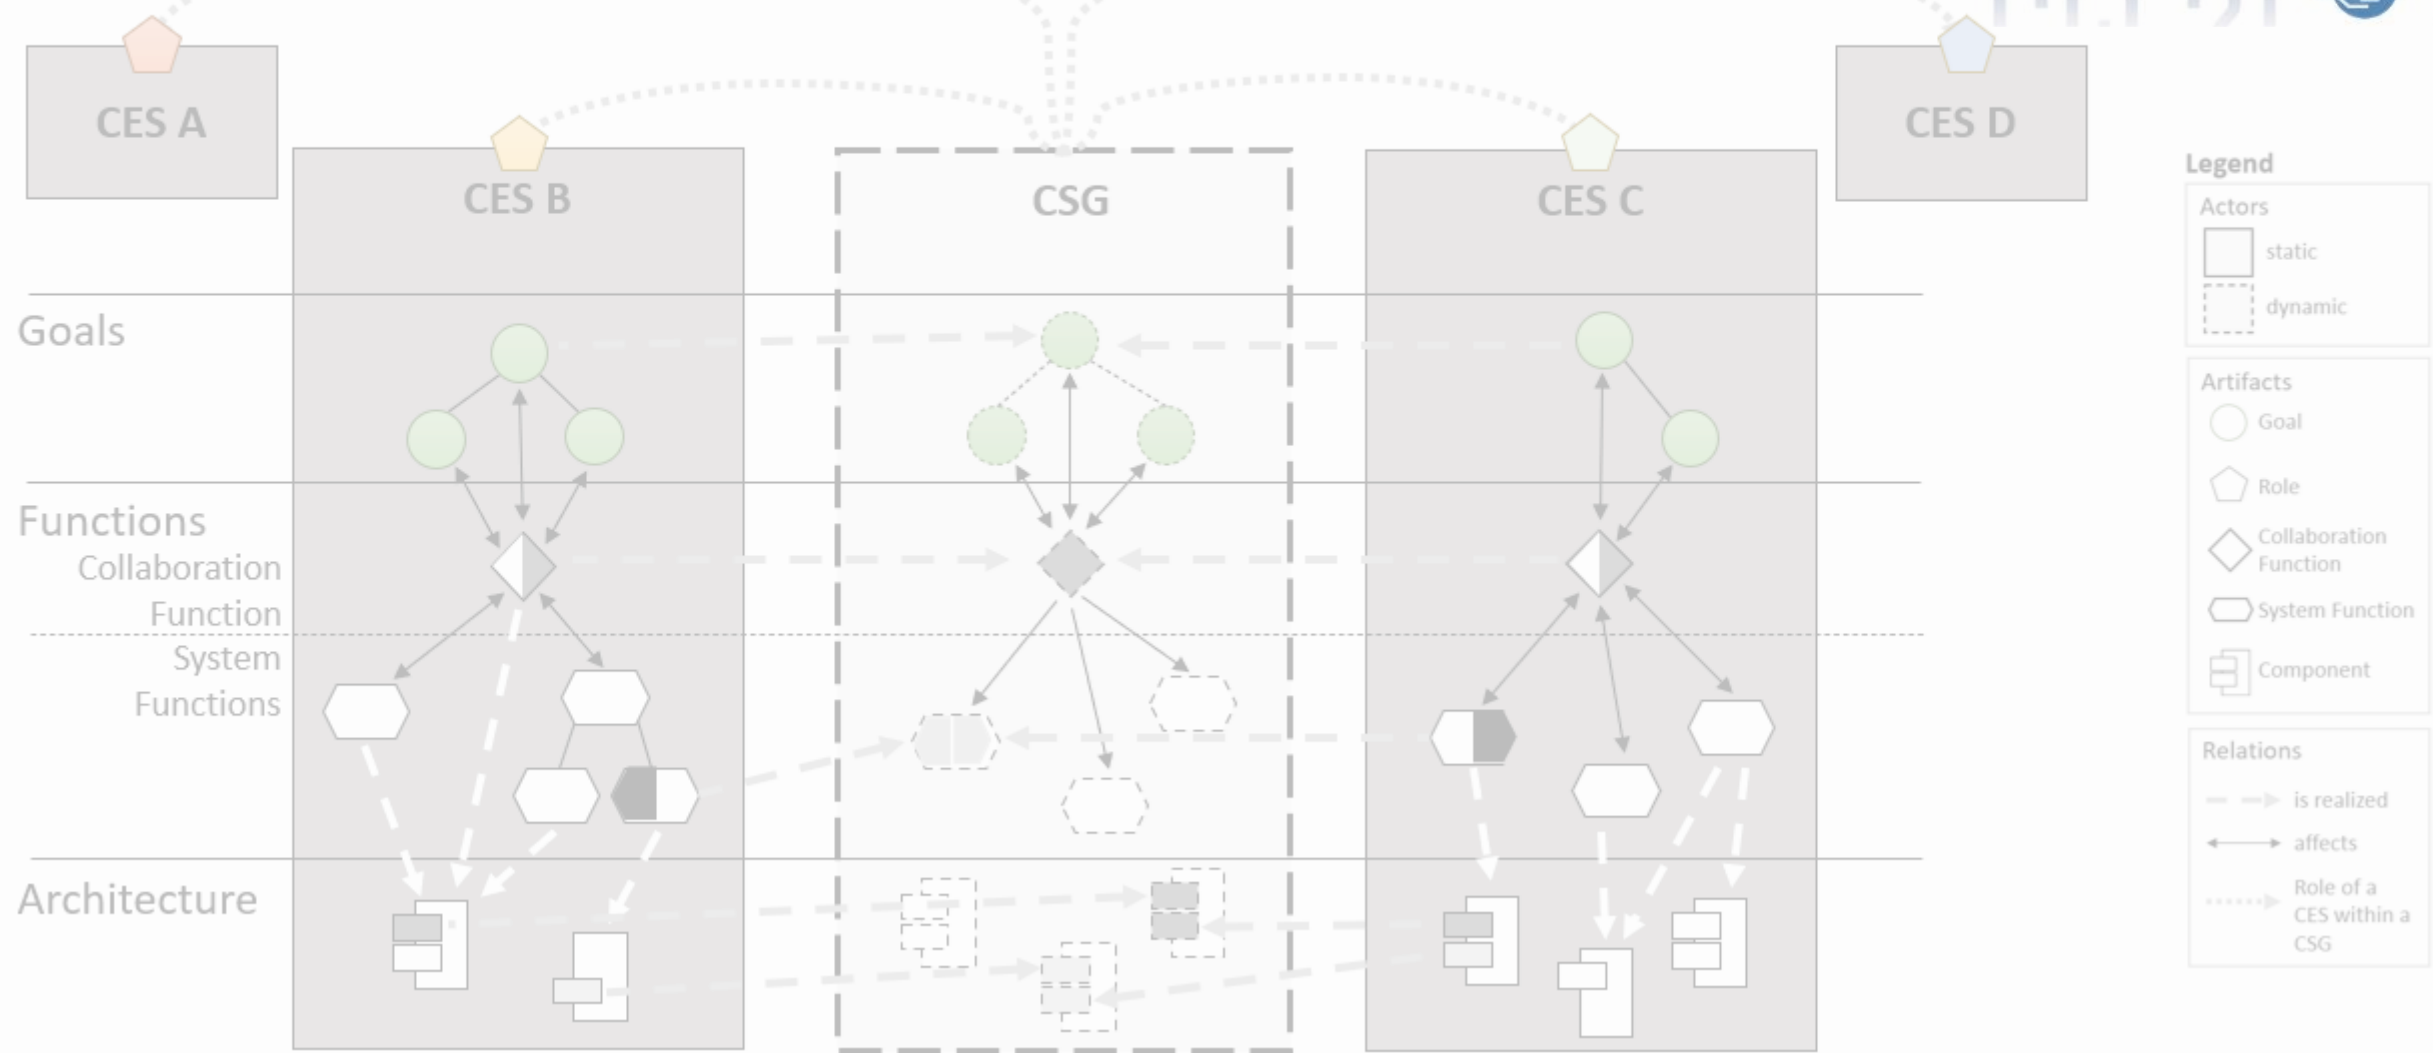 CES A
CES D
CES B
CSG
CES C
Goals
Functions
Collaboration
Function
System
Functions
Architecture
Legend
Actors
static
dynamic
Artifacts
Goal
Role
Collaboration
Function
System Function
Component
Relations
is realized
affects
Role of a
CES within a
CSG